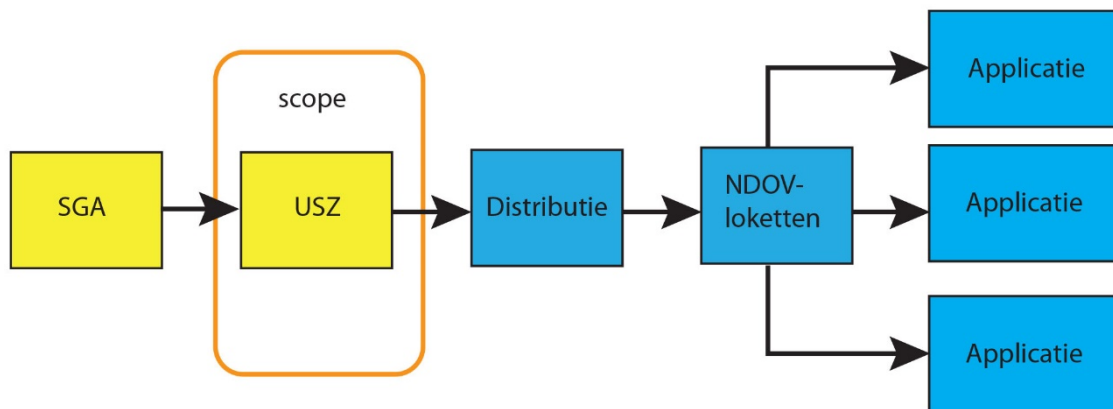 Applicatie
scope
SGA
USZ
Distributie
NDOV-
loketten
Applicatie
Applicatie